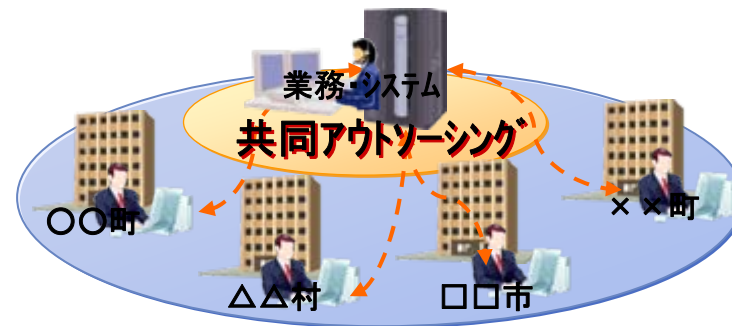 業務・システム
共同アウトソーシング
○○町
××町
△△村
□□市